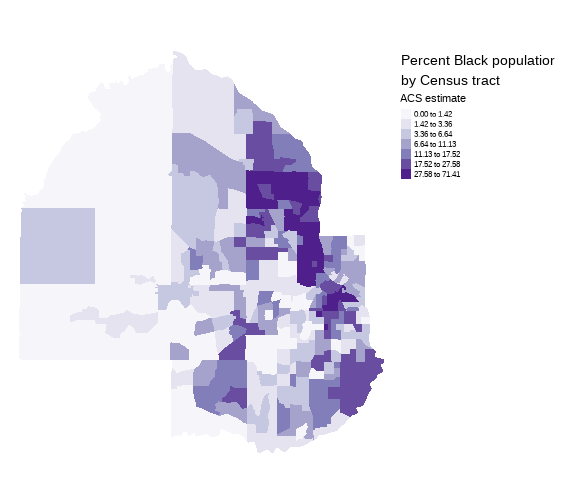 Percent Black populatior
by Census tract
ACS estimate
0.00 to 1.42
1.42 to 3.36
3.36 to 6.64
6.64 to 11.13
11.13 to 17.52
17.52 to 27.58
27.58 to 71.41